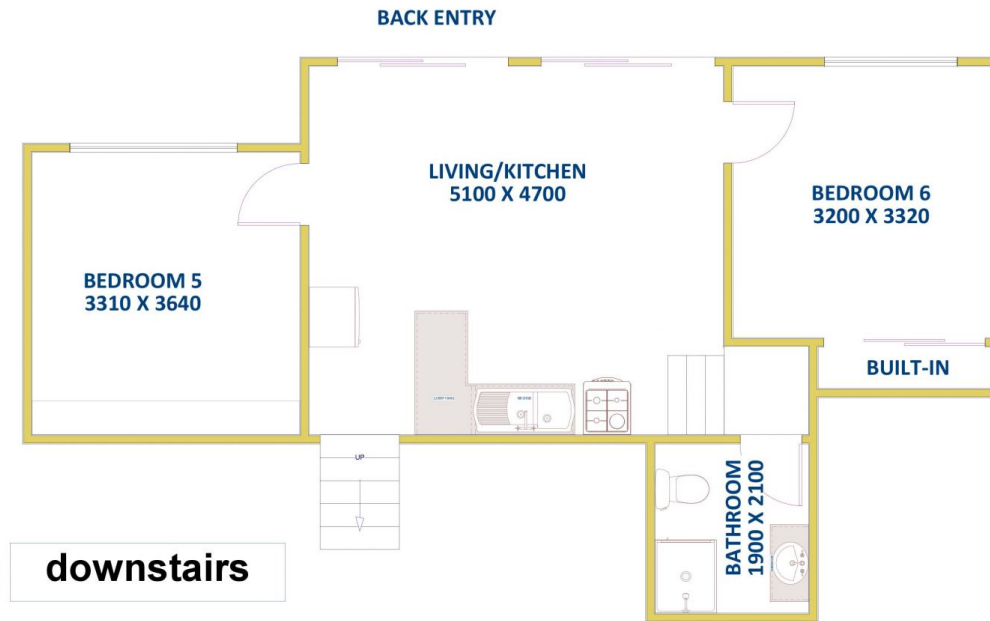 BACK ENTRY
LIVING/KITCHEN
5100 X 4700
BEDROOM 6
3200 X 3320
BEDROOM 5
3310 X 3640
BUILT-IN
UP
BATHROOM
1900 X 2100
downstairs